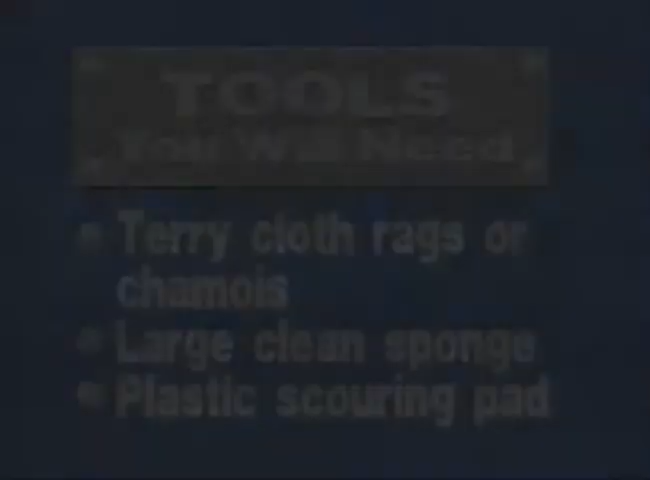 TOOLS
You Will Need
• Terry cloth rags or
chamois
• Large clean sponge
• Plastic scouring pad